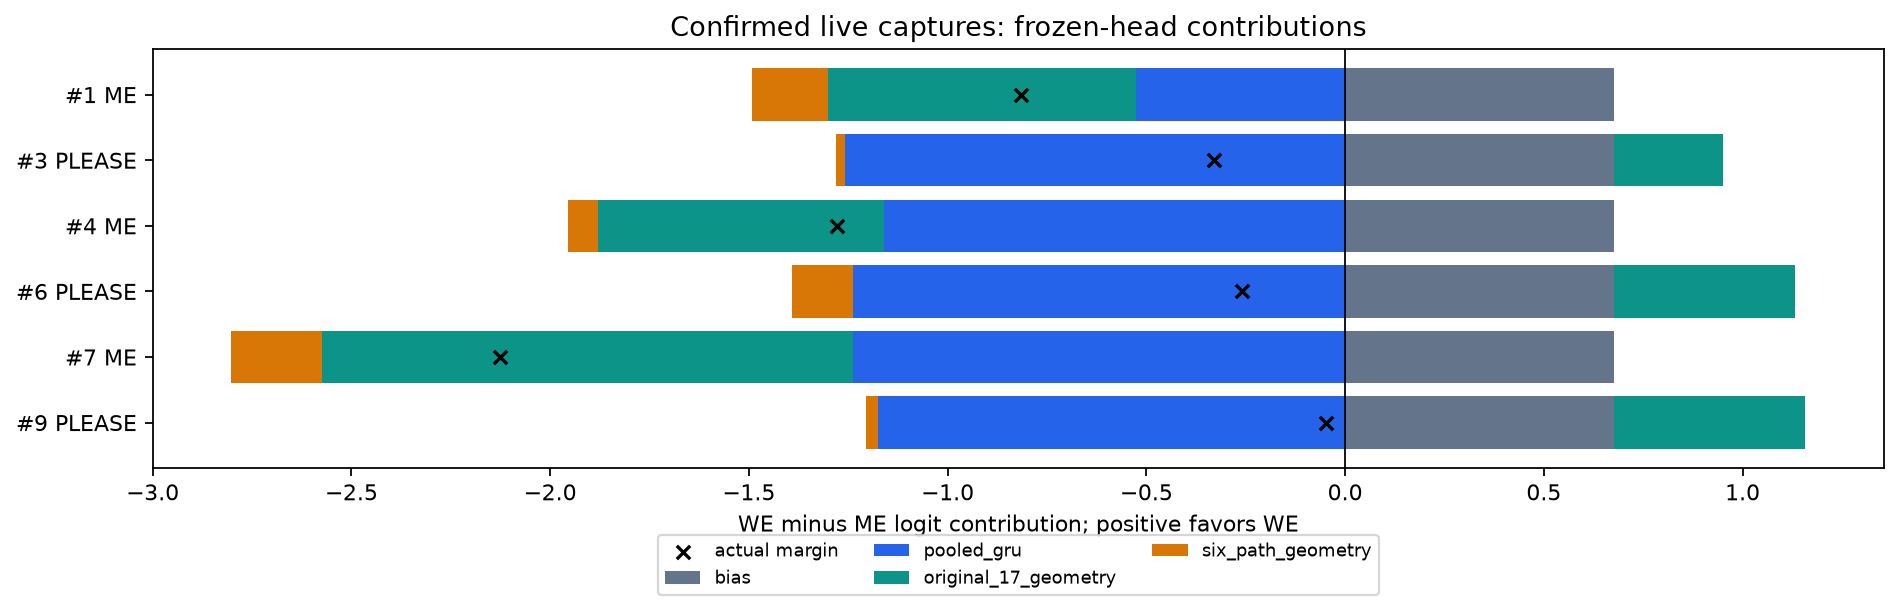 Confirmed live captures: frozen-head contributions
#1 ME
#3 PLEASE
#4 ME
#6 PLEASE
#7 ME
#9 PLEASE
−3.0 −2.5 −2.0 −1.5 −1.0 −0.5 0.0 0.5 1.0
WE minus ME logit contribution; positive favors WE
actual margin pooled_gru six_path_geometry
bias original_17_geometry